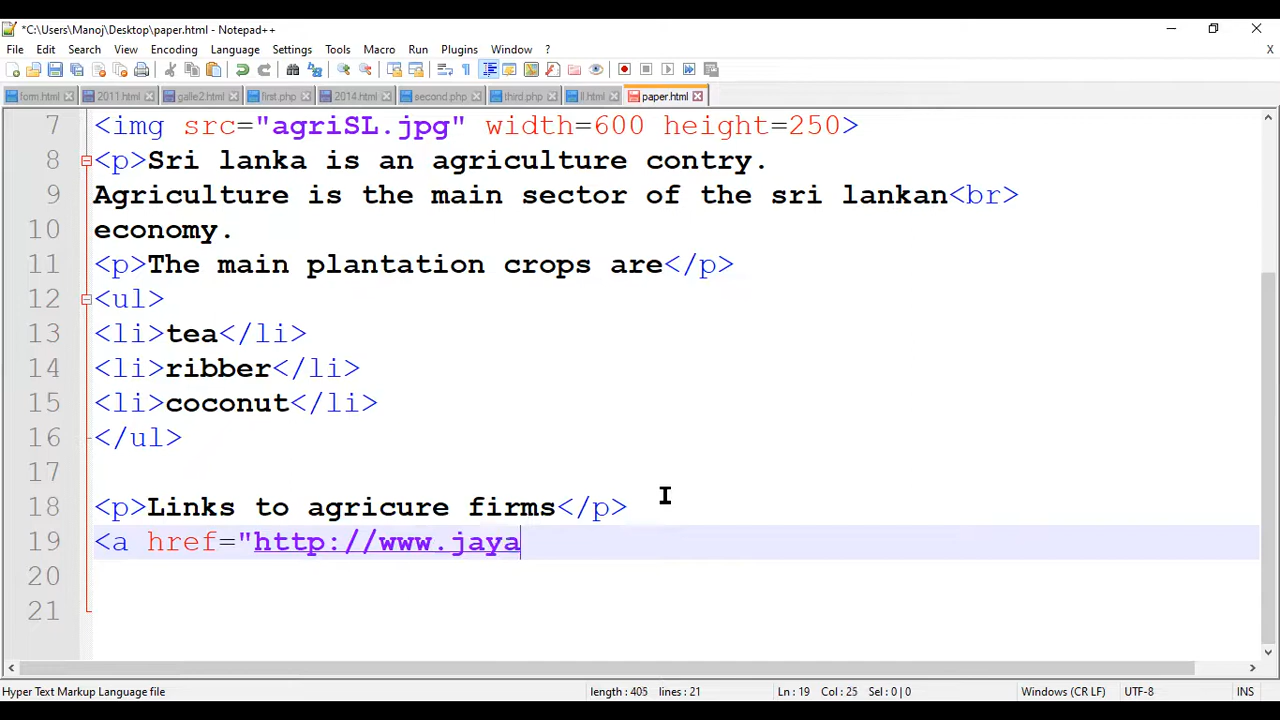 *C:\Users\Manoj\Desktop\paper.html - Notepad++
File Edit Search View Encoding Language Settings Tools Macro Run Plugins Window ? X
form.html 2011.html galle2.html first.php 2014.html second.php third.php ll.html paper.html
7 <img src="agriSL.jpg" width=600 height=250>
8 <p>Sri lanka is an agriculture contry.
9 Agriculture is the main sector of the sri lankan<br>
10 economy.
11 <p>The main plantation crops are</p>
12 <ul>
13 <li>tea</li>
14 <li>ribber</li>
15 <li>coconut</li>
16 </ul>
17
18 <p>Links to agricure firms</p>
19 <a href="http://www.jaya
20
21
Hyper Text Markup Language file length : 405 lines : 21 Ln : 19 Col : 25 Sel : 0 | 0 Windows (CR LF) UTF-8 INS